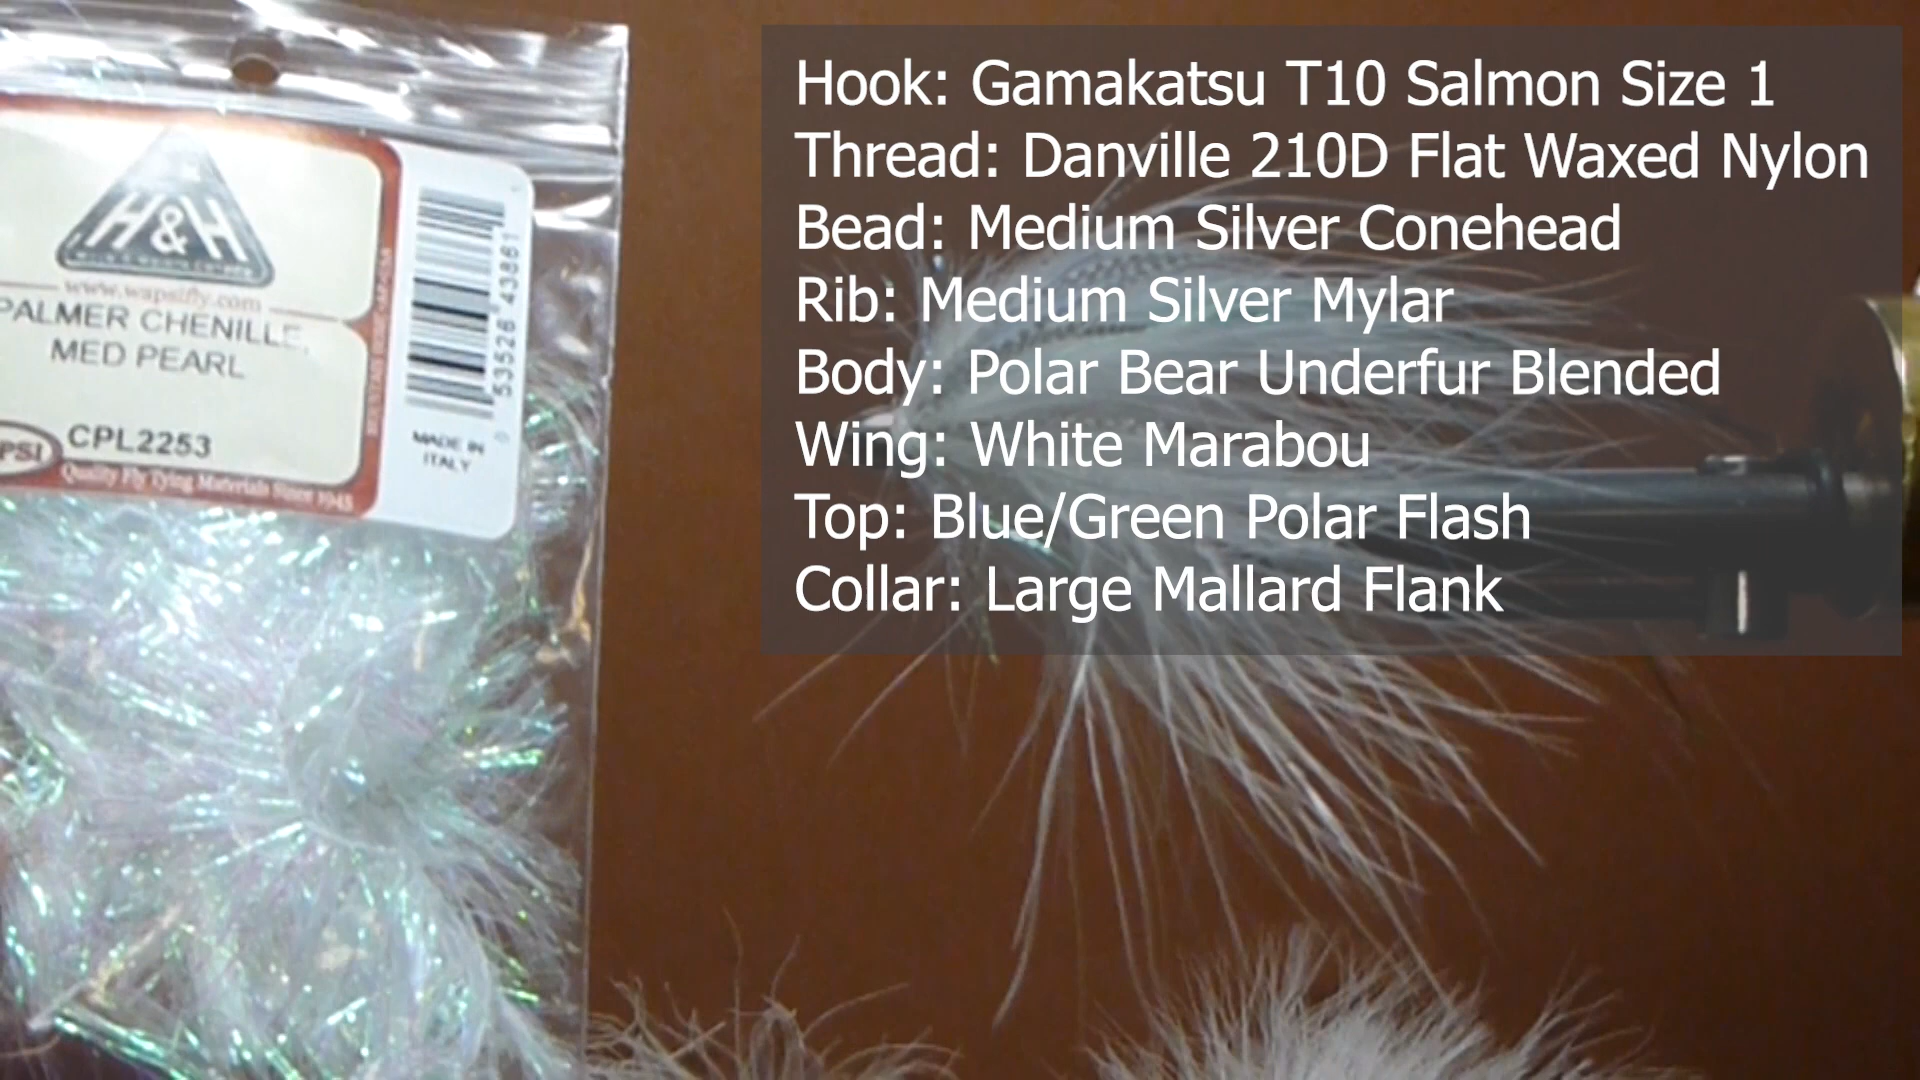 H&H
www.wapsifly.com
PALMER CHENILLE,
MED PEARL
CPL2253
PSI
Quality Fly Tying Materials Since 1945
MADE IN
ITALY
Hook: Gamakatsu T10 Salmon Size 1
Thread: Danville 210D Flat Waxed Nylon
Bead: Medium Silver Conehead
Rib: Medium Silver Mylar
Body: Polar Bear Underfur Blended
Wing: White Marabou
Top: Blue/Green Polar Flash
Collar: Large Mallard Flank